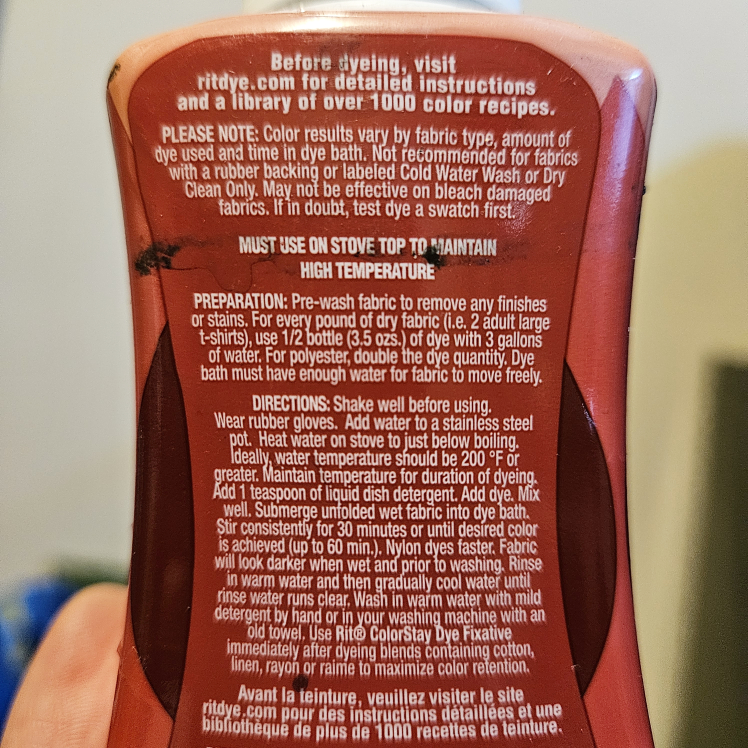 Before dyeing, visit
ritdye.com for detailed instructions
and a library of over 1000 color recipes.
PLEASE NOTE: Color results vary by fabric type, amount of
dye used and time in dye bath. Not recommended for fabrics
with a rubber backing or labeled Cold Water Wash or Dry
Clean Only. May not be effective on bleach damaged
fabrics. If in doubt, test dye a swatch first.
MUST USE ON STOVE TOP TO MAINTAIN
HIGH TEMPERATURE
PREPARATION: Pre-wash fabric to remove any finishes
or stains. For every pound of dry fabric (i.e. 2 adult large
t-shirts), use 1/2 bottle (3.5 ozs.) of dye with 3 gallons
of water. For polyester, double the dye quantity. Dye
bath must have enough water for fabric to move freely.
DIRECTIONS: Shake well before using.
Wear rubber gloves. Add water to a stainless steel
pot. Heat water on stove to just below boiling.
Ideally, water temperature should be 200 °F or
greater. Maintain temperature for duration of dyeing.
Add 1 teaspoon of liquid dish detergent. Add dye. Mix
well. Submerge unfolded wet fabric into dye bath.
Stir consistently for 30 minutes or until desired color
is achieved (up to 60 min.). Nylon dyes faster. Fabric
will look darker when wet and prior to washing. Rinse
in warm water and then gradually cool water until
rinse water runs clear. Wash in warm water with mild
detergent by hand or in your washing machine with an
old towel. Use Rit® ColorStay Dye Fixative
immediately after dyeing blends containing cotton,
linen, rayon or raime to maximize color retention.
Avant la teinture, veuillez visiter le site
ritdye.com pour des instructions détaillées et une
bibliothèque de plus de 1000 recettes de teinture.